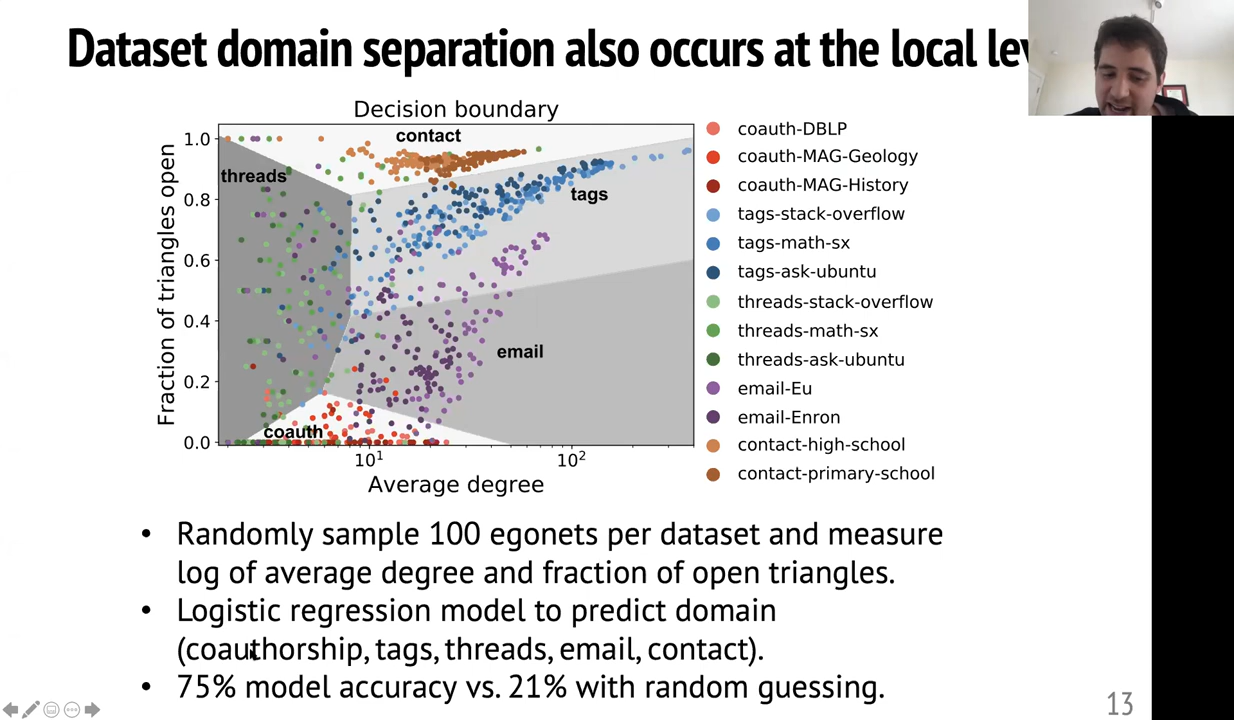 Dataset domain separation also occurs at the local lev
Decision boundary
Fraction of triangles open
1.0
0.8
0.6
0.4
0.2
0.0
contact
threads
tags
email
coauth
10¹
10²
Average degree
coauth-DBLP
coauth-MAG-Geology
coauth-MAG-History
tags-stack-overflow
tags-math-sx
tags-ask-ubuntu
threads-stack-overflow
threads-math-sx
threads-ask-ubuntu
email-Eu
email-Enron
contact-high-school
contact-primary-school
• Randomly sample 100 egonets per dataset and measure
log of average degree and fraction of open triangles.
• Logistic regression model to predict domain
(coauthorship, tags, threads, email, contact).
• 75% model accuracy vs. 21% with random guessing.
13